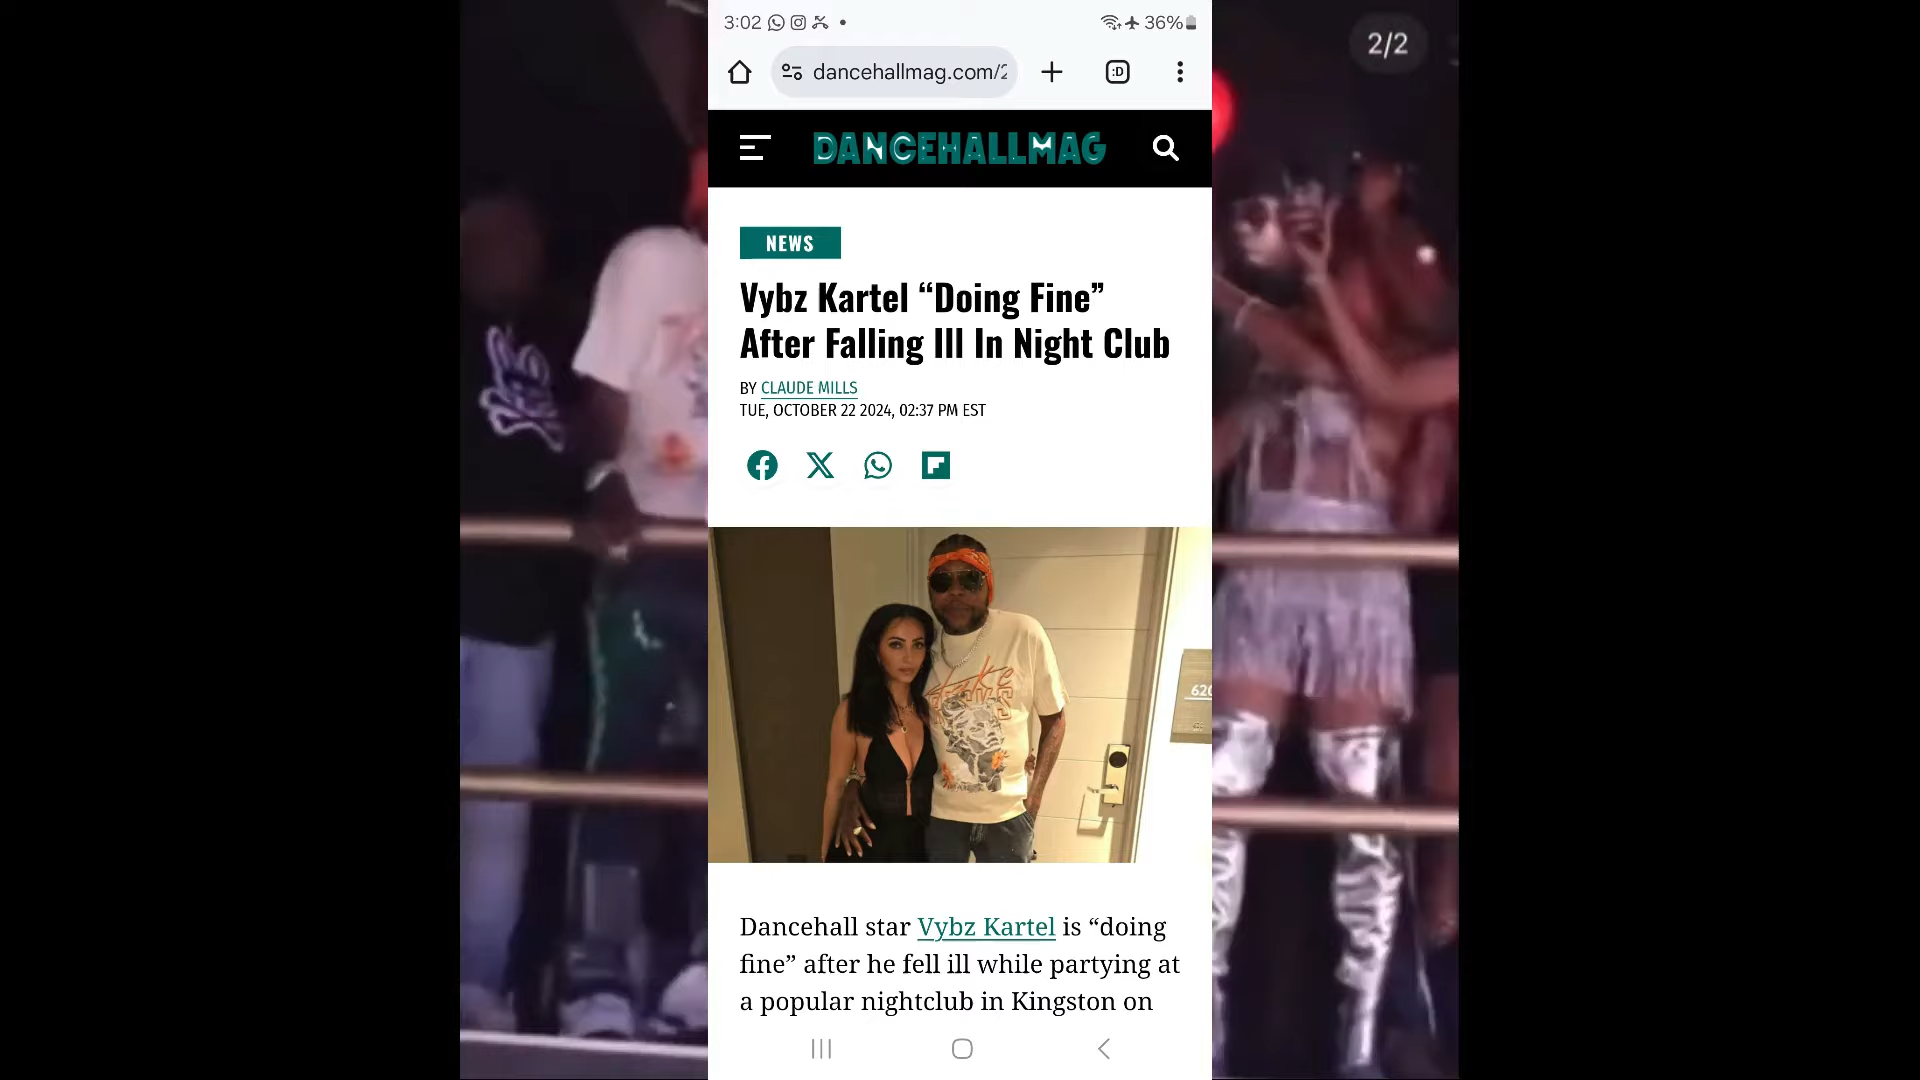 3:02
36%
2/2
dancehallmag.com/2
DANCEHALLMAG
NEWS
Vybz Kartel “Doing Fine”
After Falling Ill In Night Club
BY CLAUDE MILLS
TUE, OCTOBER 22 2024, 02:37 PM EST
620
Dancehall star Vybz Kartel is “doing
fine” after he fell ill while partying at
a popular nightclub in Kingston on